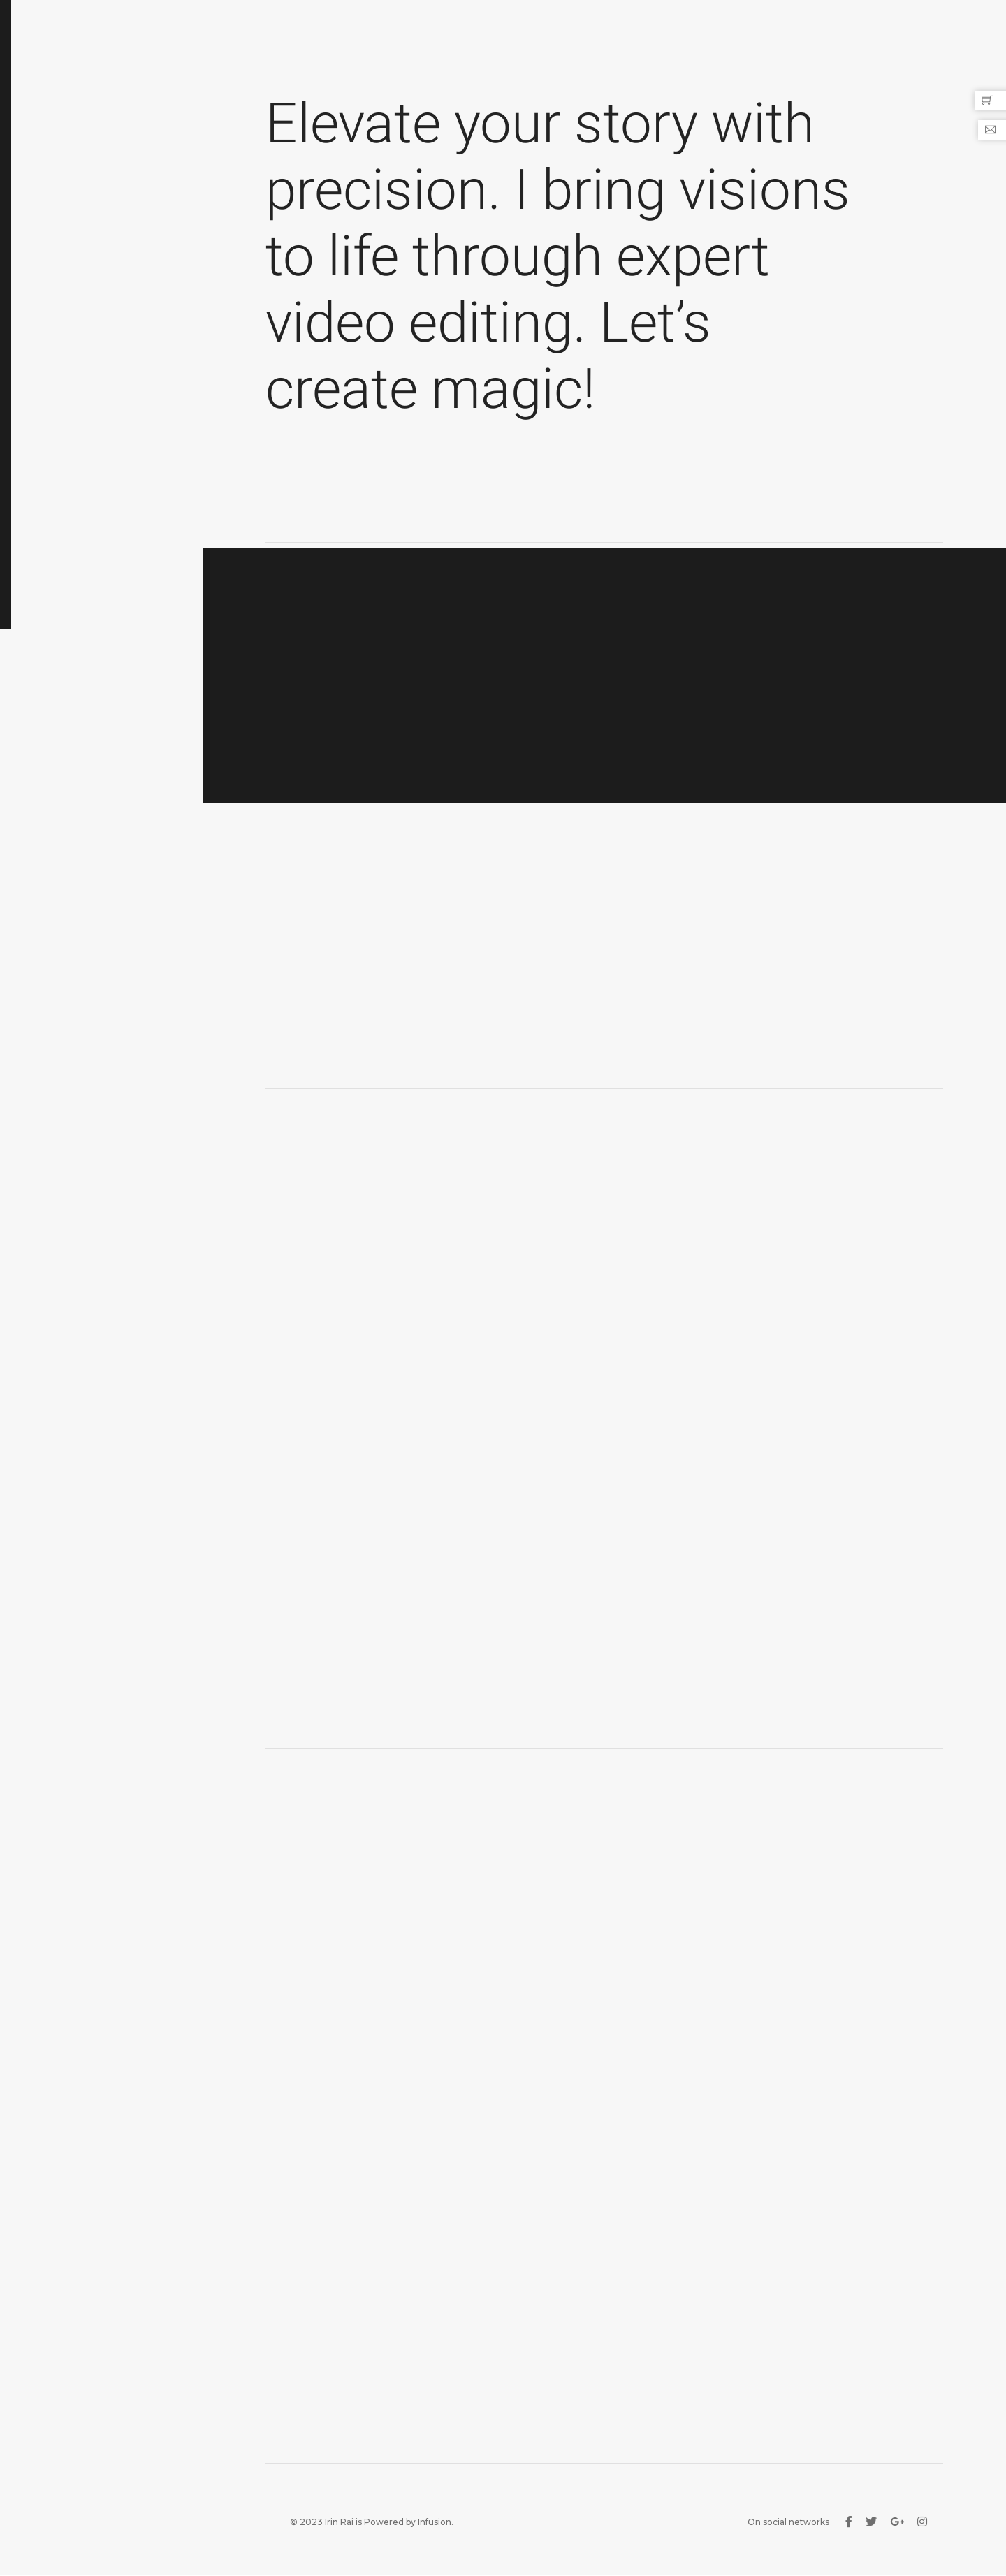 Elevate your story with
precision. I bring visions
to life through expert
video editing. Let’s
create magic!
© 2023 Irin Rai is Powered by Infusion.
On social networks